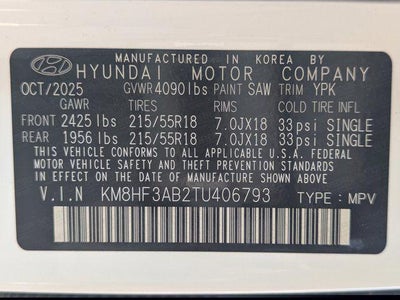 MANUFACTURED IN KOREA BY
HYUNDAI MOTOR COMPANY
OCT/2025 GVWR 4090lbs PAINT SAW TRIM YPK
GAWR TIRES RIMS COLD TIRE INFL
FRONT 2425 lbs 215/55R18 7.0JX18 33psi SINGLE
REAR 1956 lbs 215/55R18 7.0JX18 33psi SINGLE
THIS VEHICLE CONFORMS TO ALL APPLICABLE U.S. FEDERAL
MOTOR VEHICLE SAFETY, BUMPER, AND THEFT PREVENTION STANDARDS
IN EFFECT ON THE DATE OF MANUFACTURE SHOWN ABOVE.
V.I.N KM8HF3AB2TU406793 TYPE : MPV